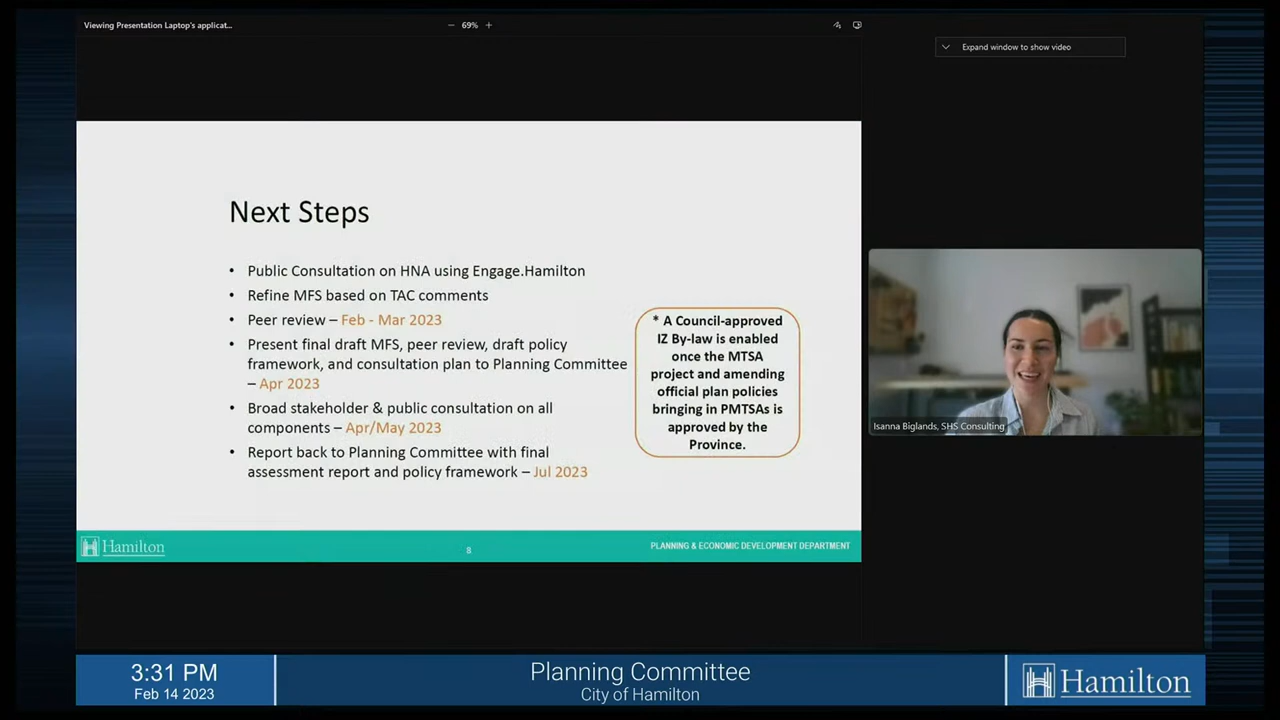 Viewing Presentation Laptop's applicat...
− 69% +
Expand window to show video
Next Steps
• Public Consultation on HNA using Engage.Hamilton
• Refine MFS based on TAC comments
• Peer review – Feb - Mar 2023
• Present final draft MFS, peer review, draft policy
framework, and consultation plan to Planning Committee
– Apr 2023
• Broad stakeholder & public consultation on all
components – Apr/May 2023
• Report back to Planning Committee with final
assessment report and policy framework – Jul 2023
* A Council-approved
IZ By-law is enabled
once the MTSA
project and amending
official plan policies
bringing in PMTSAs is
approved by the
Province.
Isanna Biglands, SHS Consulting
Hamilton
8
PLANNING & ECONOMIC DEVELOPMENT DEPARTMENT
3:31 PM
Feb 14 2023
Planning Committee
City of Hamilton
Hamilton